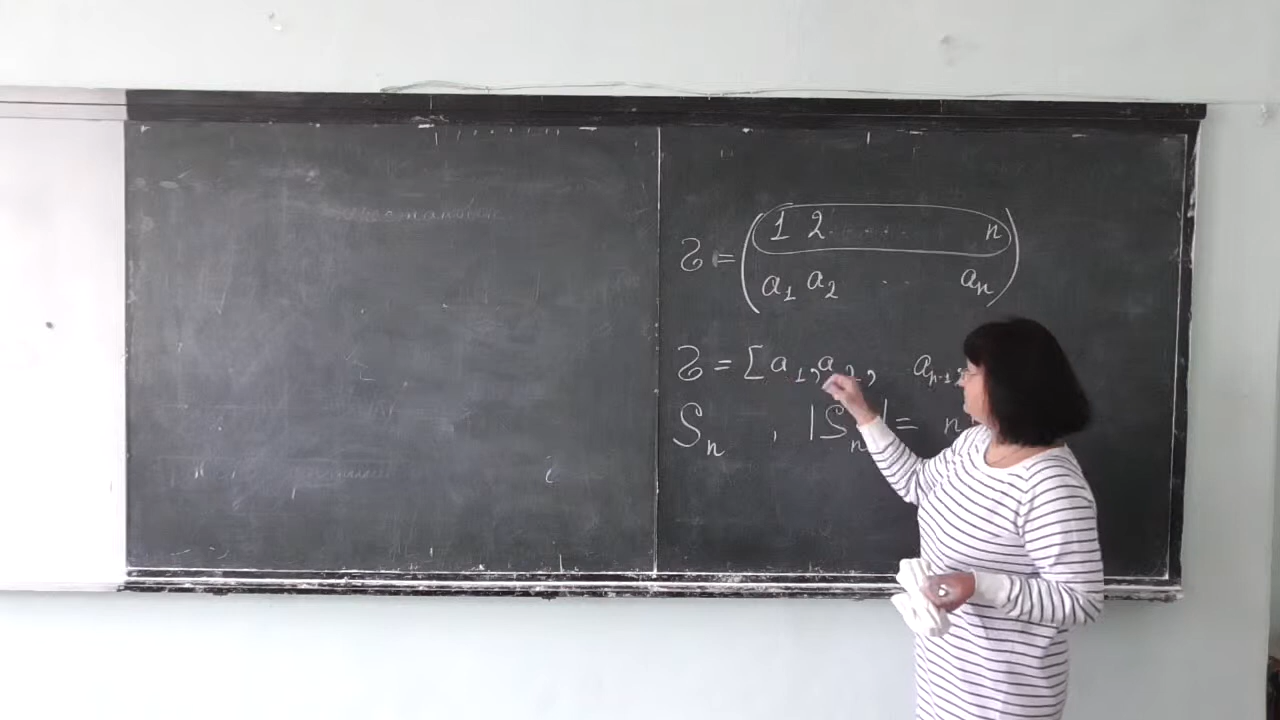 τ = ( 1 2 ..... n )
( a₁ a₂ .. aₙ )
τ = [ a₁, a₂, aₙ₋₁
Sₙ , |Sₙ| = n
i